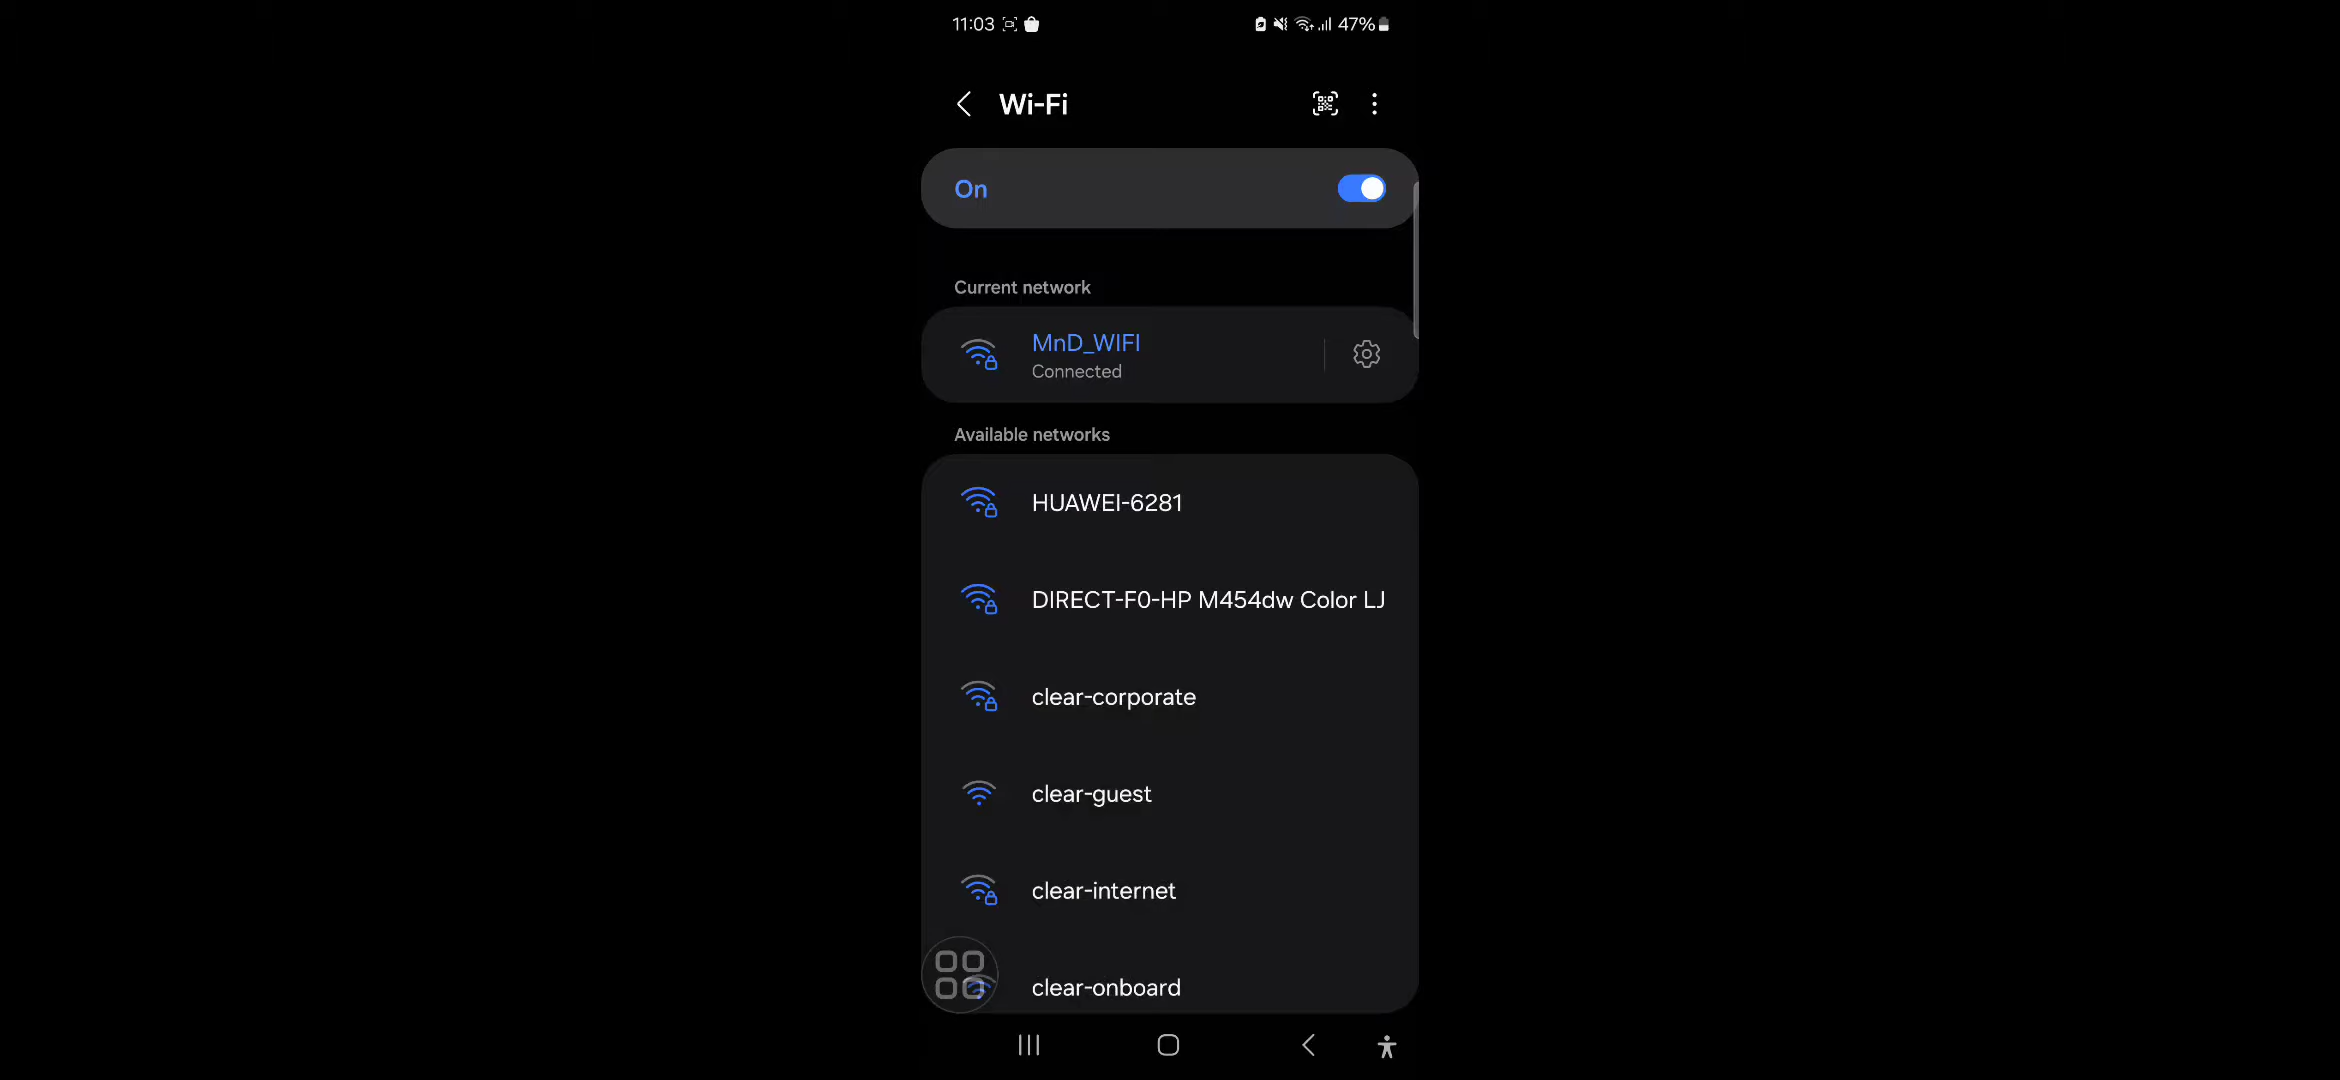 11:03
47%
Wi-Fi
On
Current network
MnD_WIFI
Connected
Available networks
HUAWEI-6281
DIRECT-F0-HP M454dw Color LJ
clear-corporate
clear-guest
clear-internet
clear-onboard